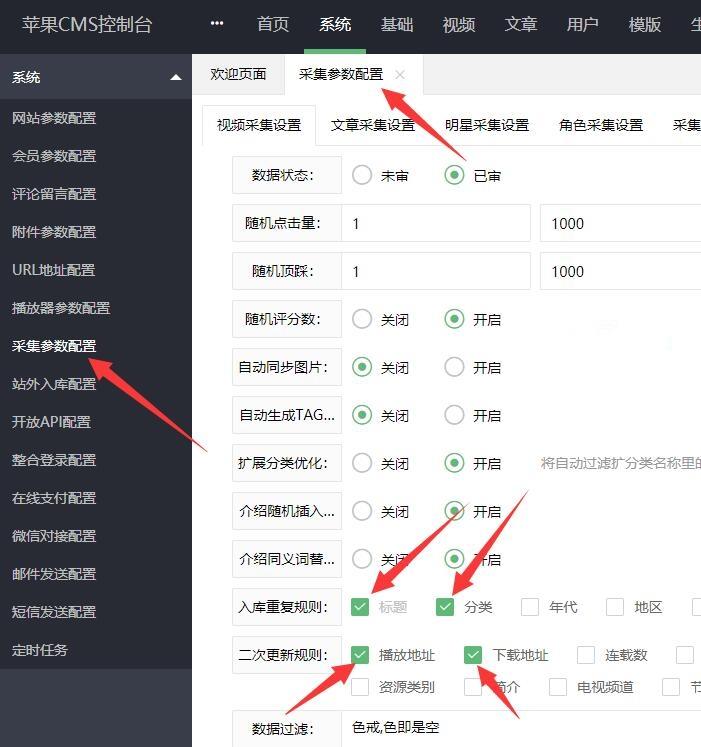 苹果CMS控制台
首页 系统 基础 视频 文章 用户 模版
系统
网站参数配置
会员参数配置
评论留言配置
附件参数配置
URL地址配置
播放器参数配置
采集参数配置
站外入库配置
开放API配置
整合登录配置
在线支付配置
微信对接配置
邮件发送配置
短信发送配置
定时任务
欢迎页面 采集参数配置
视频采集设置 文章采集设置 明星采集设置 角色采集设置 采集
数据状态： 未审 已审
随机点击量： 1 1000
随机顶踩： 1 1000
随机评分数： 关闭 开启
自动同步图片： 关闭 开启
自动生成TAG... 关闭 开启
扩展分类优化： 关闭 开启 将自动过滤扩分类名称里的
介绍随机插入... 关闭 开启
介绍同义词替... 关闭 开启
入库重复规则： 标题 分类 年代 地区
二次更新规则： 播放地址 下载地址 连载数
资源类别 简介 电视频道 节
数据过滤： 色戒,色即是空